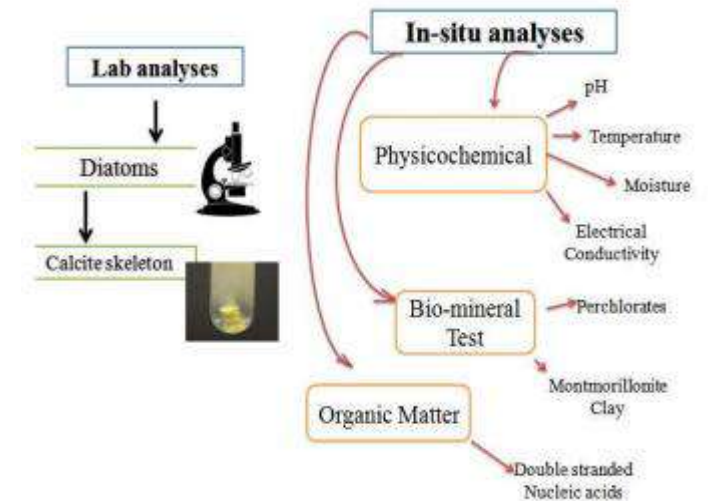 Lab analyses
Diatoms
Calcite skeleton
In-situ analyses
Physicochemical
pH
Temperature
Moisture
Electrical
Conductivity
Bio-mineral
Test
Perchlorates
Montmorillonite
Clay
Organic Matter
Double stranded
Nucleic acids